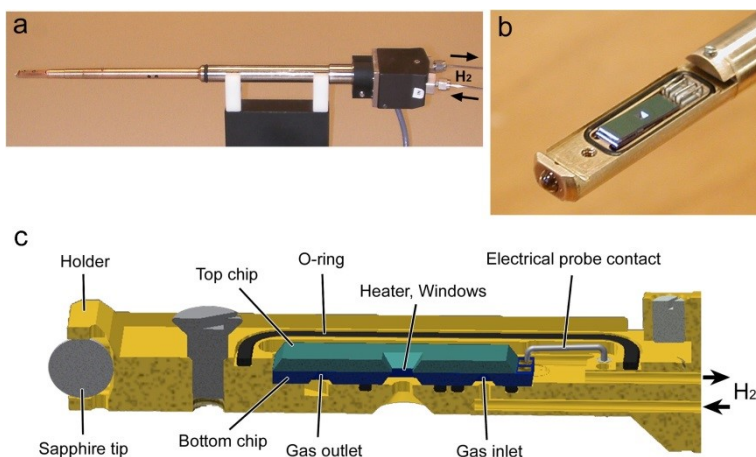 a
H₂
b
c
Holder
Top chip
O-ring
Heater, Windows
Electrical probe contact
H₂
Sapphire tip
Bottom chip
Gas outlet
Gas inlet